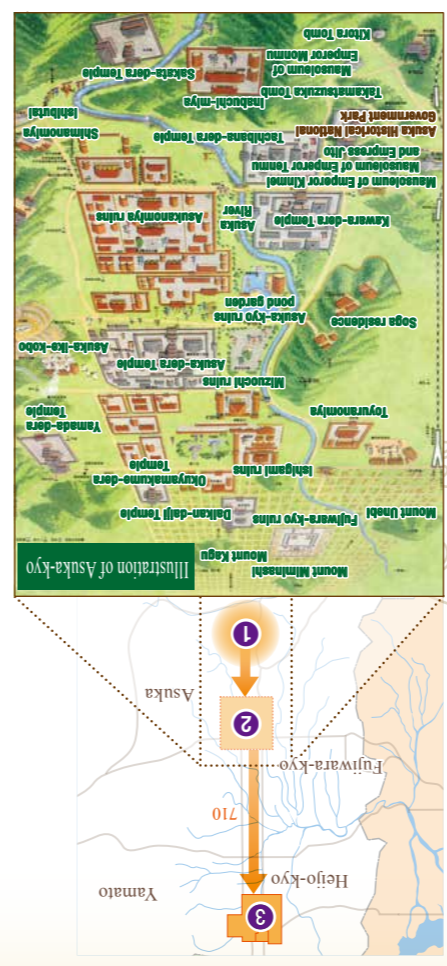 3
Heijo-kyo
Yamato
710
Fujiwara-kyo
2
Asuka
1
Mount Miminashi
Illustration of Asuka-kyo
Mount Kagu
Mount Unebi
Fujiwara-kyo ruins
Daikan-daiji Temple
Okuyamakume-dera
Temple
Ishigami ruins
Toyuranomiya
Yamada-dera
Temple
Mizuochi ruins
Asuka-dera Temple
Asuka-ike-kobo
Soga residence
Asuka-kyo ruins
pond garden
Kawara-dera Temple
Asuka
River
Asukanomiya ruins
Mausoleum of Emperor Kinmei
Mausoleum of Emperor Tenmu
and Empress Jito
Tachibana-dera Temple
Shimanomiya
Asuka Historical National
Government Park
Ishibutai
Takamatsuzuka Tomb
Inabuchi-miya
Mausoleum of
Emperor Monmu
Sakata-dera Temple
Kitora Tomb